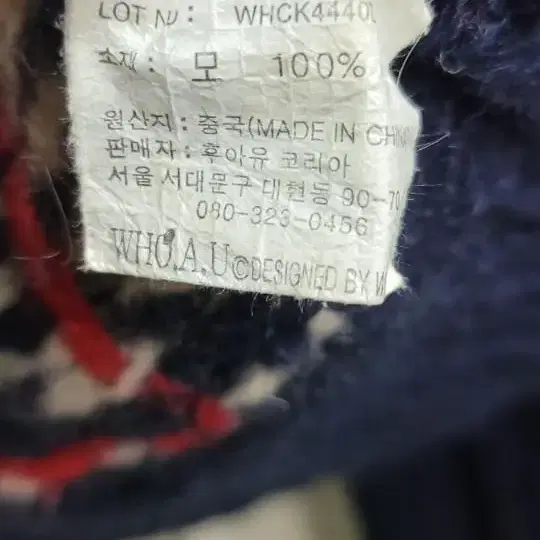 LOT No : WHCK4440
소재 : 모 100%
원산지 : 중국(MADE IN CHINA
판매자 : 후아유 코리아
서울 서대문구 대현동 90-70
080-323-0456
WHO.A.U©DESIGNED BY W